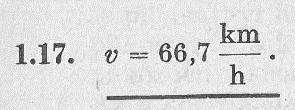 1.17. v = 66,7 km/h.